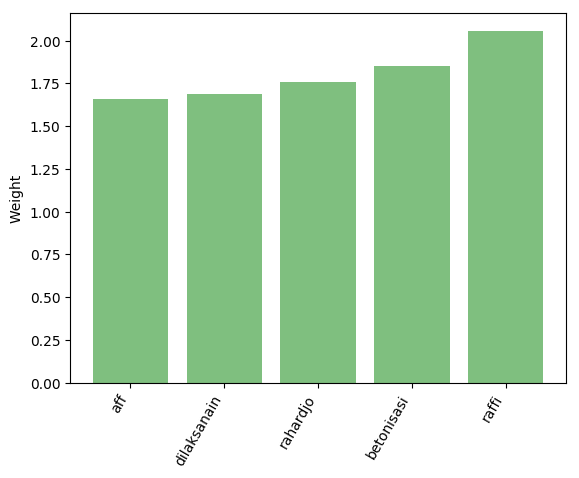 2.00
1.75
1.50
1.25
1.00
0.75
0.50
0.25
0.00
Weight
aff
dilaksanain
rahardjo
betonisasi
raffi